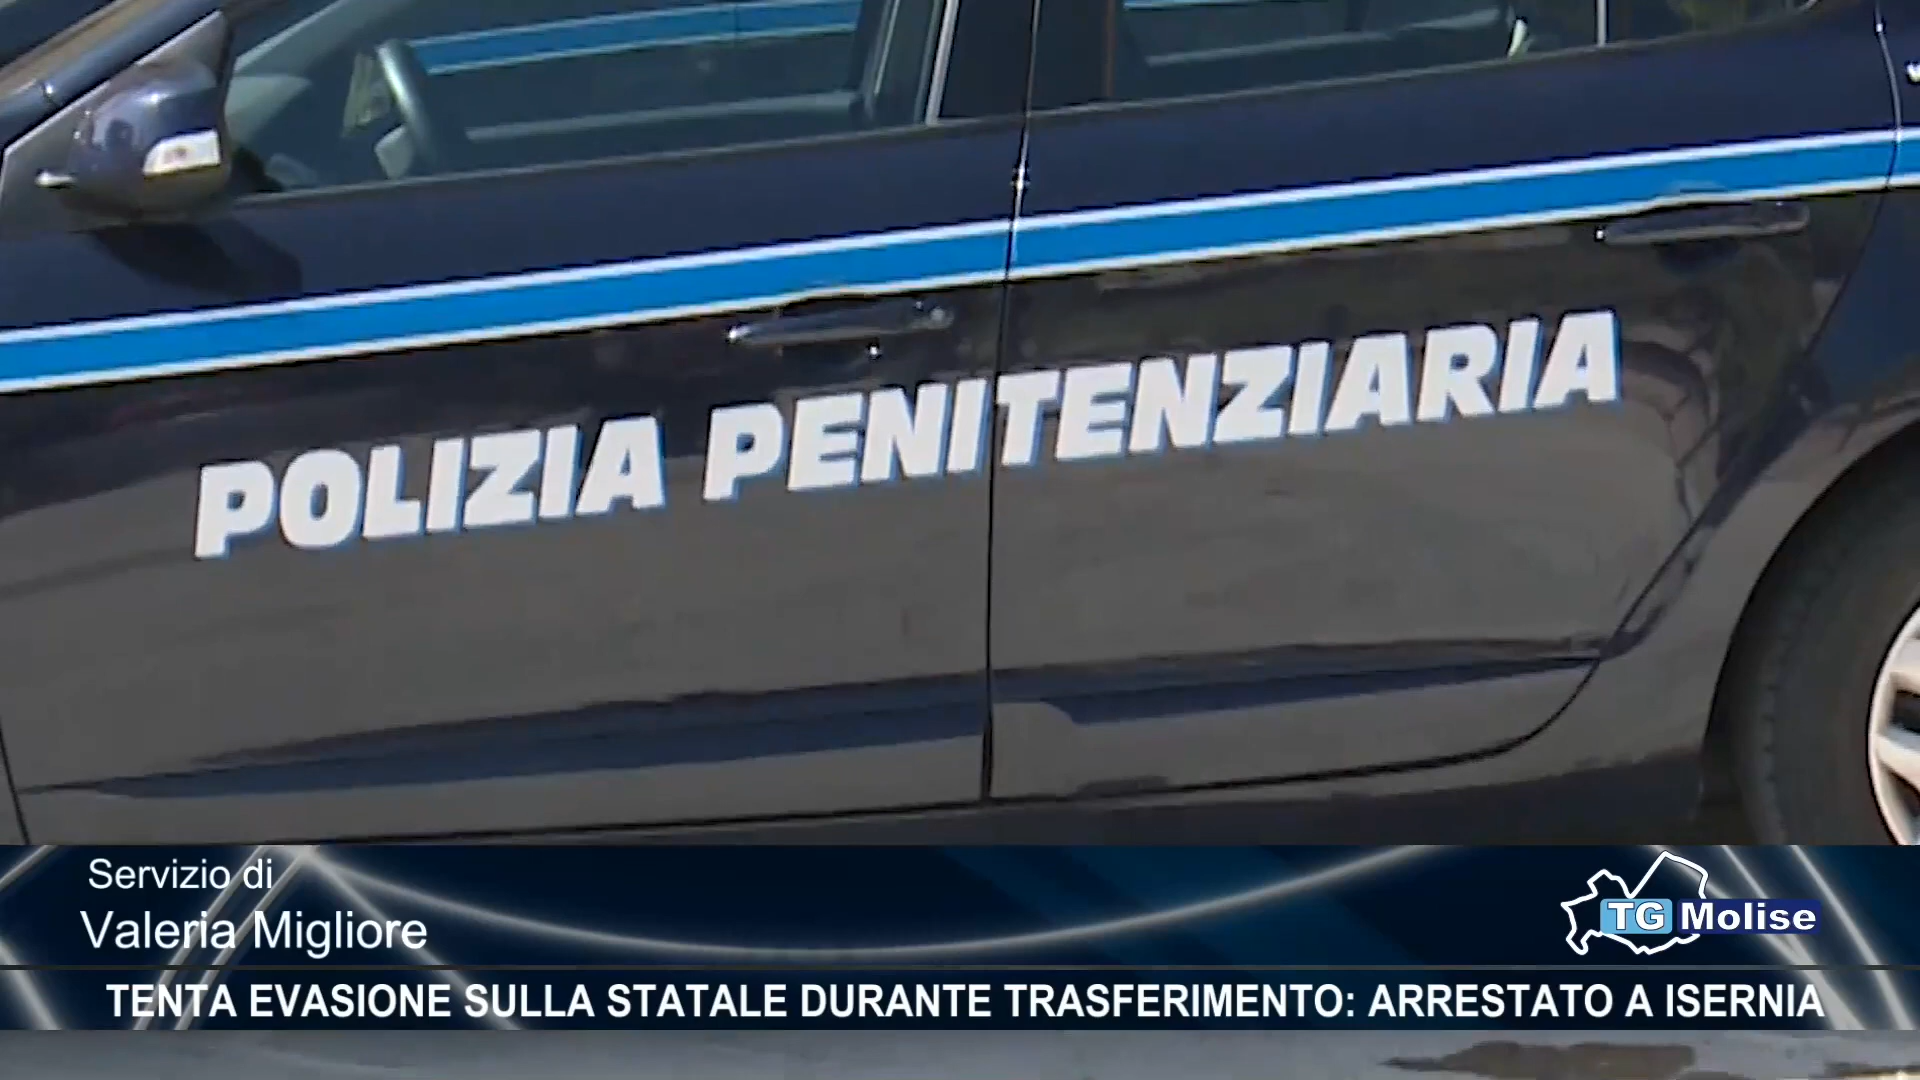 POLIZIA PENITENZIARIA
Servizio di
Valeria Migliore
TG Molise
TENTA EVASIONE SULLA STATALE DURANTE TRASFERIMENTO: ARRESTATO A ISERNIA